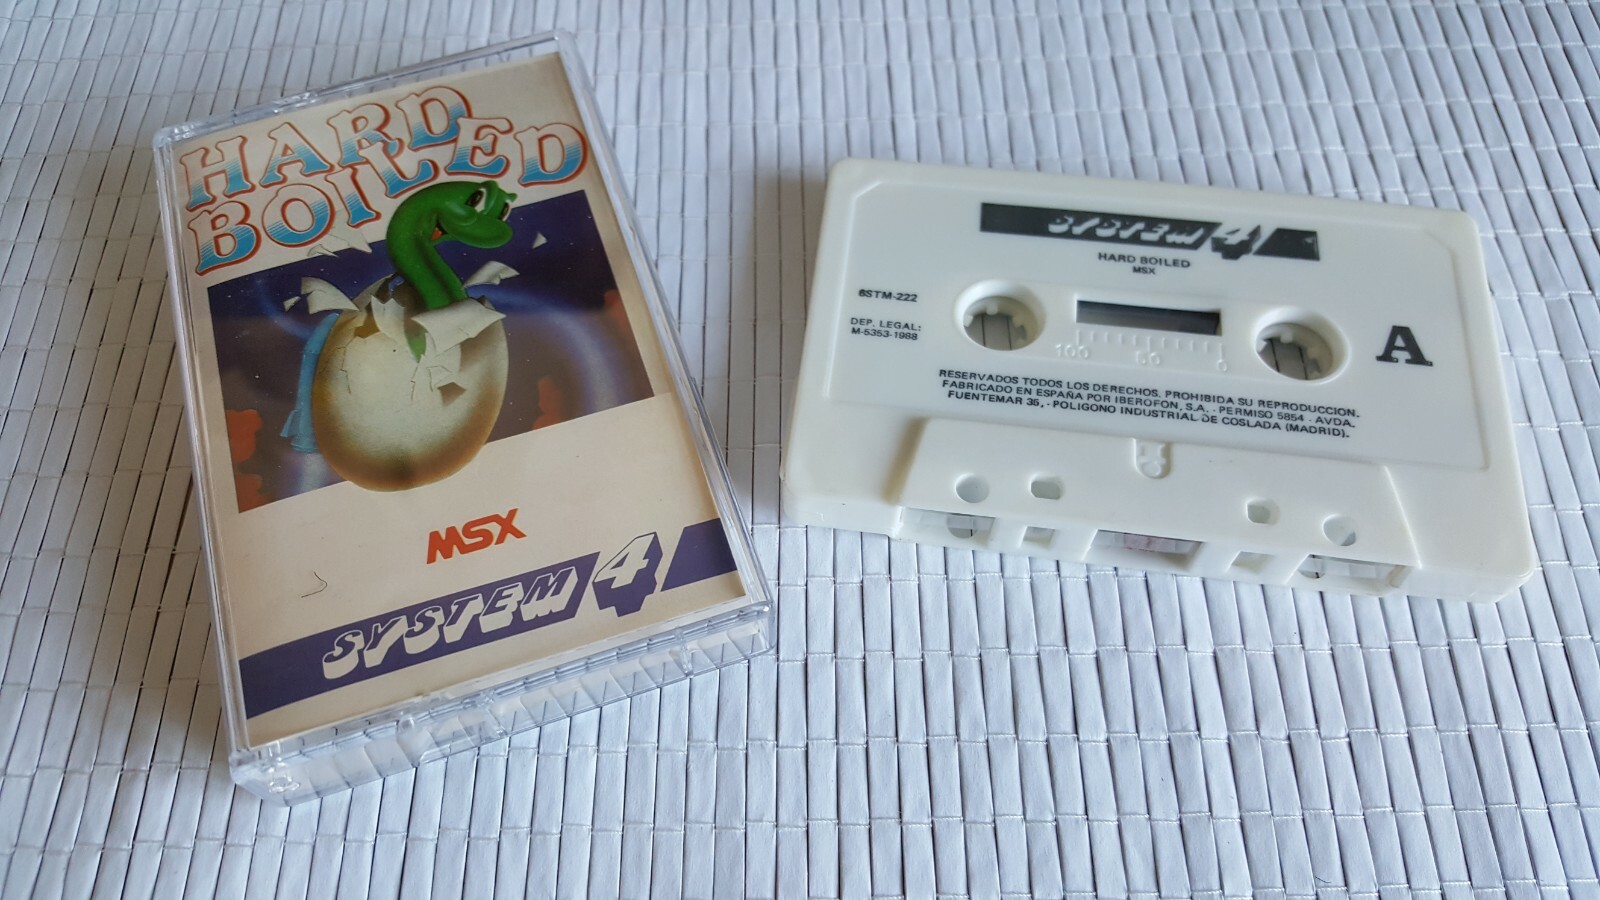 HARD
BOILED
MSX
SYSTEM 4
SYSTEM 4
HARD BOILED
MSX
6STM-222
DEP. LEGAL:
M-5353-1988
A
100 50 0
RESERVADOS TODOS LOS DERECHOS. PROHIBIDA SU REPRODUCCION.
FABRICADO EN ESPAÑA POR IBEROFON, S.A. - PERMISO 5854 - AVDA.
FUENTEMAR 35, - POLIGONO INDUSTRIAL DE COSLADA (MADRID).